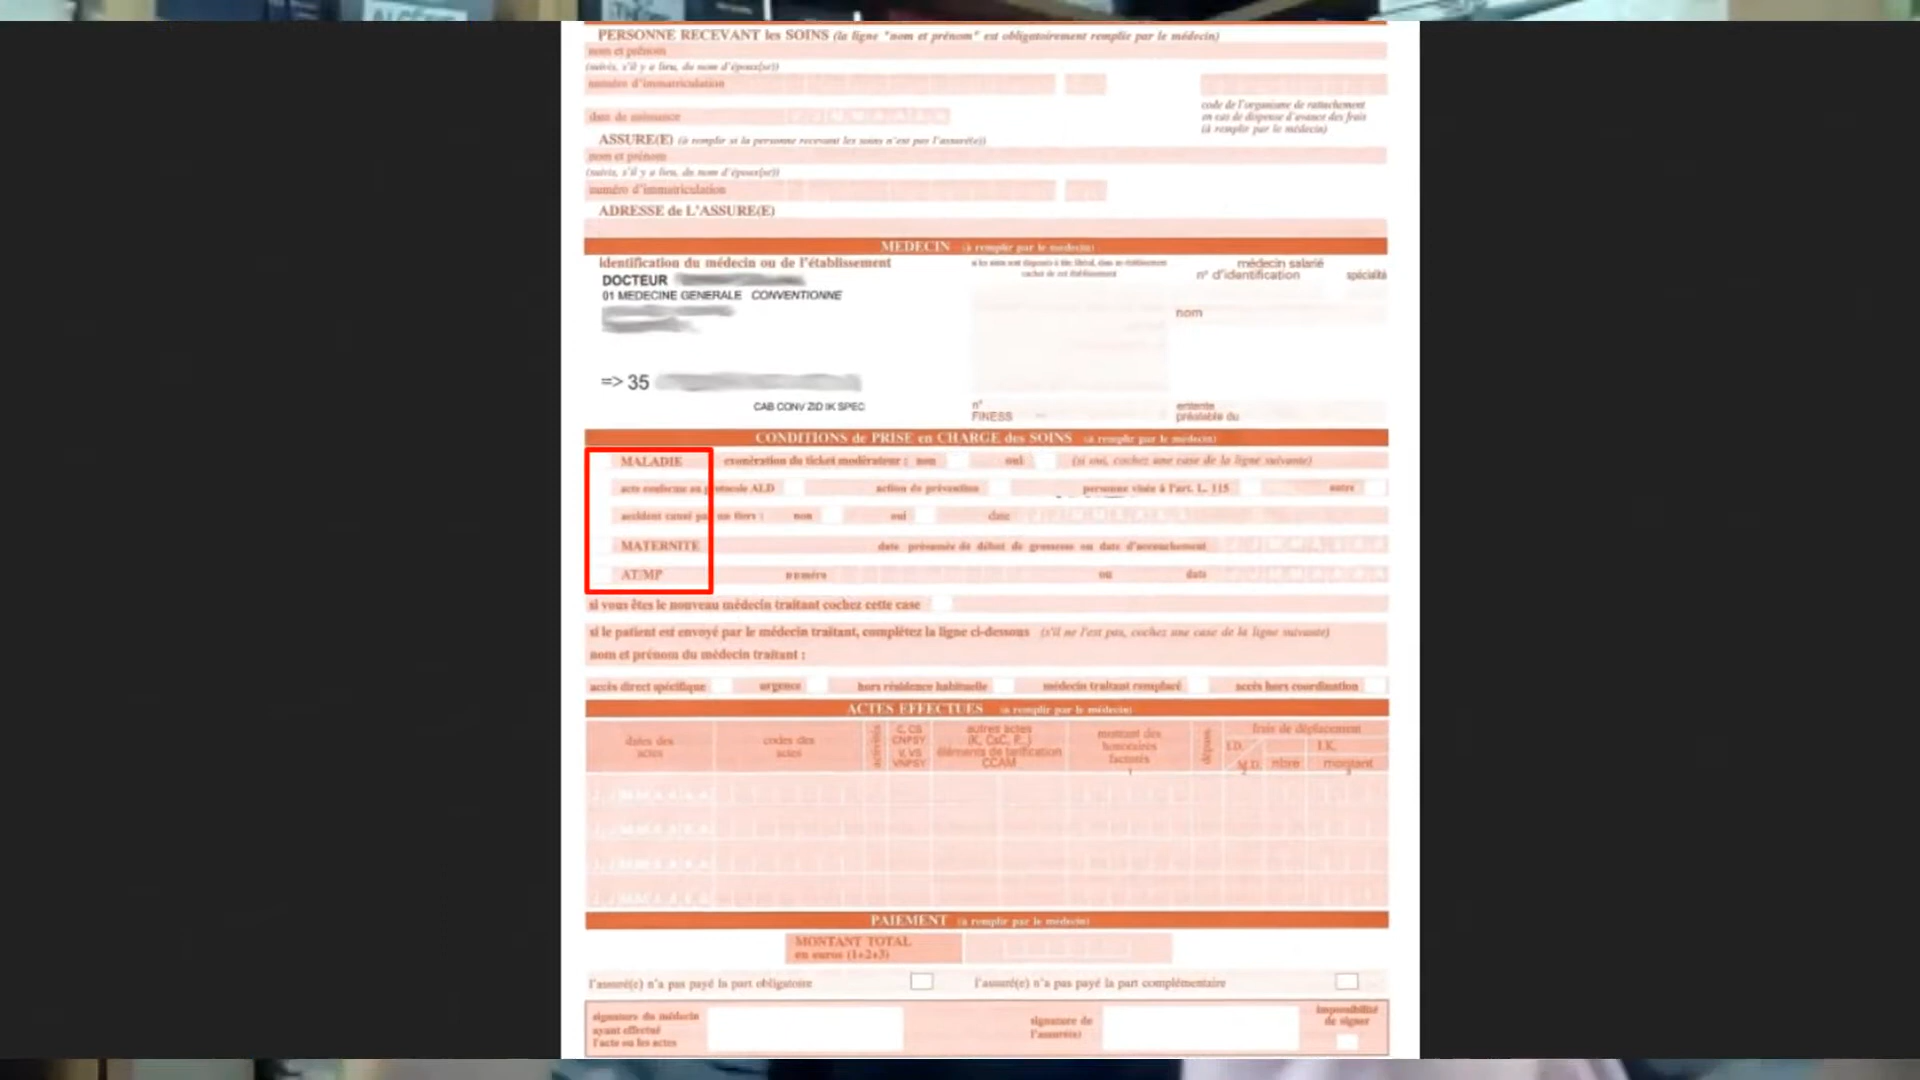 PERSONNE RECEVANT les SOINS (la ligne "nom et prénom" est obligatoirement remplie par le médecin)
nom et prénom
(suivis, s'il y a lieu, du nom d'époux(se))
numéro d'immatriculation
code de l'organisme de rattachement
en cas de dispense d'avance des frais
(à remplir par le médecin)
date de naissance
ASSURE(E) (à remplir si la personne recevant les soins n'est pas l'assuré(e))
nom et prénom
(suivis, s'il y a lieu, du nom d'époux(se))
numéro d'immatriculation
ADRESSE de L'ASSURE(E)
MEDECIN (à remplir par le médecin)
identification du médecin ou de l'établissement
DOCTEUR
01 MEDECINE GENERALE CONVENTIONNE
=> 35
CAB CONV ZID IK SPEC
cachet de cet établissement
n°
FINESS
médecin salarié
n° d'identification spécialité
nom
entente
préalable du
CONDITIONS de PRISE en CHARGE des SOINS (à remplir par le médecin)
MALADIE exonération du ticket modérateur : non oui (si oui, cochez une case de la ligne suivante)
acte conforme au protocole ALD action de prévention personne visée à l'art. L. 115 autre
accident causé par un tiers : non oui date J J M M A A A A
MATERNITE date présumée de début de grossesse ou date d'accouchement
AT/MP numéro ou date
si vous êtes le nouveau médecin traitant cochez cette case
si le patient est envoyé par le médecin traitant, complétez la ligne ci-dessous (s'il ne l'est pas, cochez une case de la ligne suivante)
nom et prénom du médecin traitant :
accès direct spécifique urgence hors résidence habituelle médecin traitant remplacé accès hors coordination
ACTES EFFECTUES (à remplir par le médecin)
dates des
actes
codes des
actes
activités
C, CS
CNPSY
V, VS
VNPSY
autres actes
(K, CsC, P...)
éléments de tarification
CCAM
montant des
honoraires
facturés
1
dépass.
frais de déplacement
I.D.
M.D.
2
I.K.
nbre montant
3
PAIEMENT (à remplir par le médecin)
MONTANT TOTAL
en euros (1+2+3)
l'assuré(e) n'a pas payé la part obligatoire l'assuré(e) n'a pas payé la part complémentaire
signature du médecin
ayant effectué
l'acte ou les actes
signature de
l'assuré(e)
impossibilité
de signer